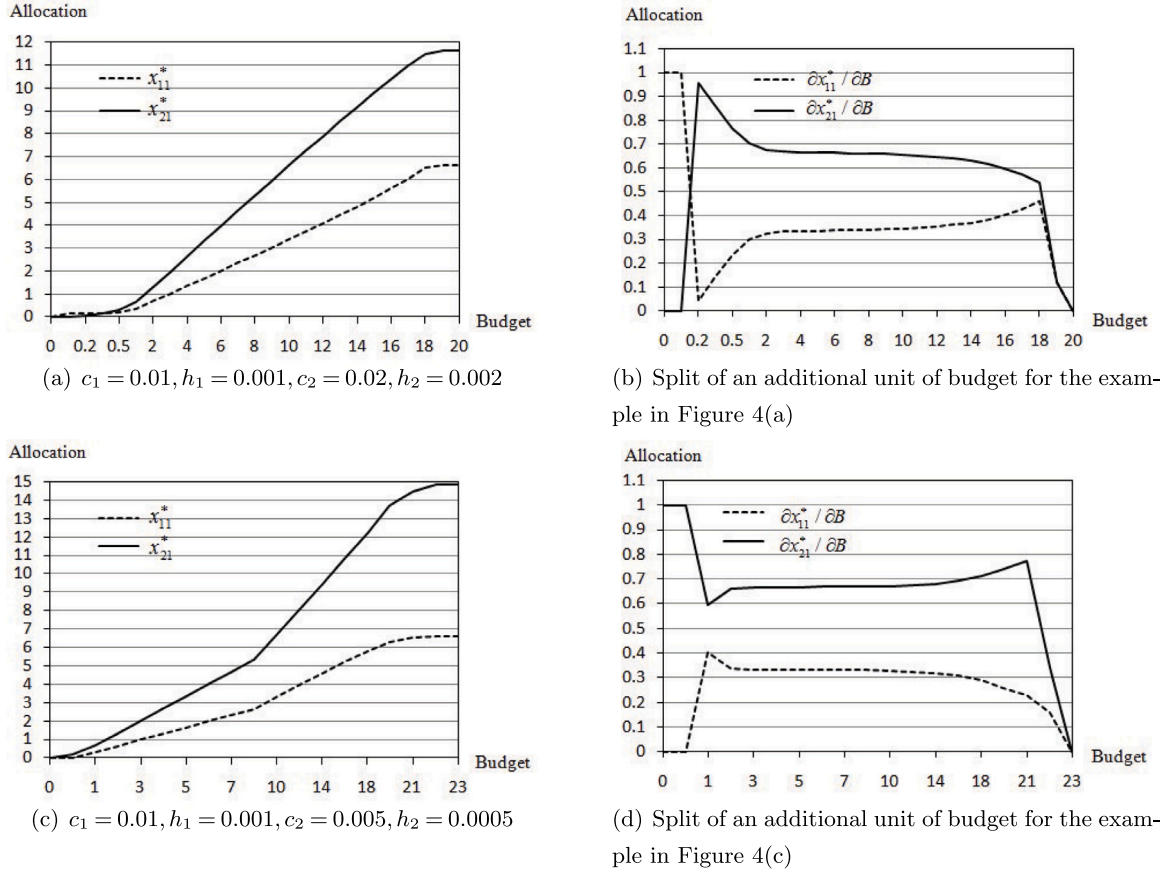 Allocation
12
11
10
9
8
7
6
5
4
3
2
1
0
x*11
x*21
0 0.2 0.5 2 4 6 8 10 12 14 16 18 20
Budget
(a) c1 = 0.01, h1 = 0.001, c2 = 0.02, h2 = 0.002
Allocation
1.1
1
0.9
0.8
0.7
0.6
0.5
0.4
0.3
0.2
0.1
0
∂x*11 / ∂B
∂x*21 / ∂B
0 0.2 0.5 2 4 6 8 10 12 14 16 18 20
Budget
(b) Split of an additional unit of budget for the exam-
ple in Figure 4(a)
Allocation
15
14
13
12
11
10
9
8
7
6
5
4
3
2
1
0
x*11
x*21
0 1 3 5 7 10 14 18 21 23
Budget
(c) c1 = 0.01, h1 = 0.001, c2 = 0.005, h2 = 0.0005
Allocation
1.1
1
0.9
0.8
0.7
0.6
0.5
0.4
0.3
0.2
0.1
0
∂x*11 / ∂B
∂x*21 / ∂B
0 1 3 5 7 10 14 18 21 23
Budget
(d) Split of an additional unit of budget for the exam-
ple in Figure 4(c)